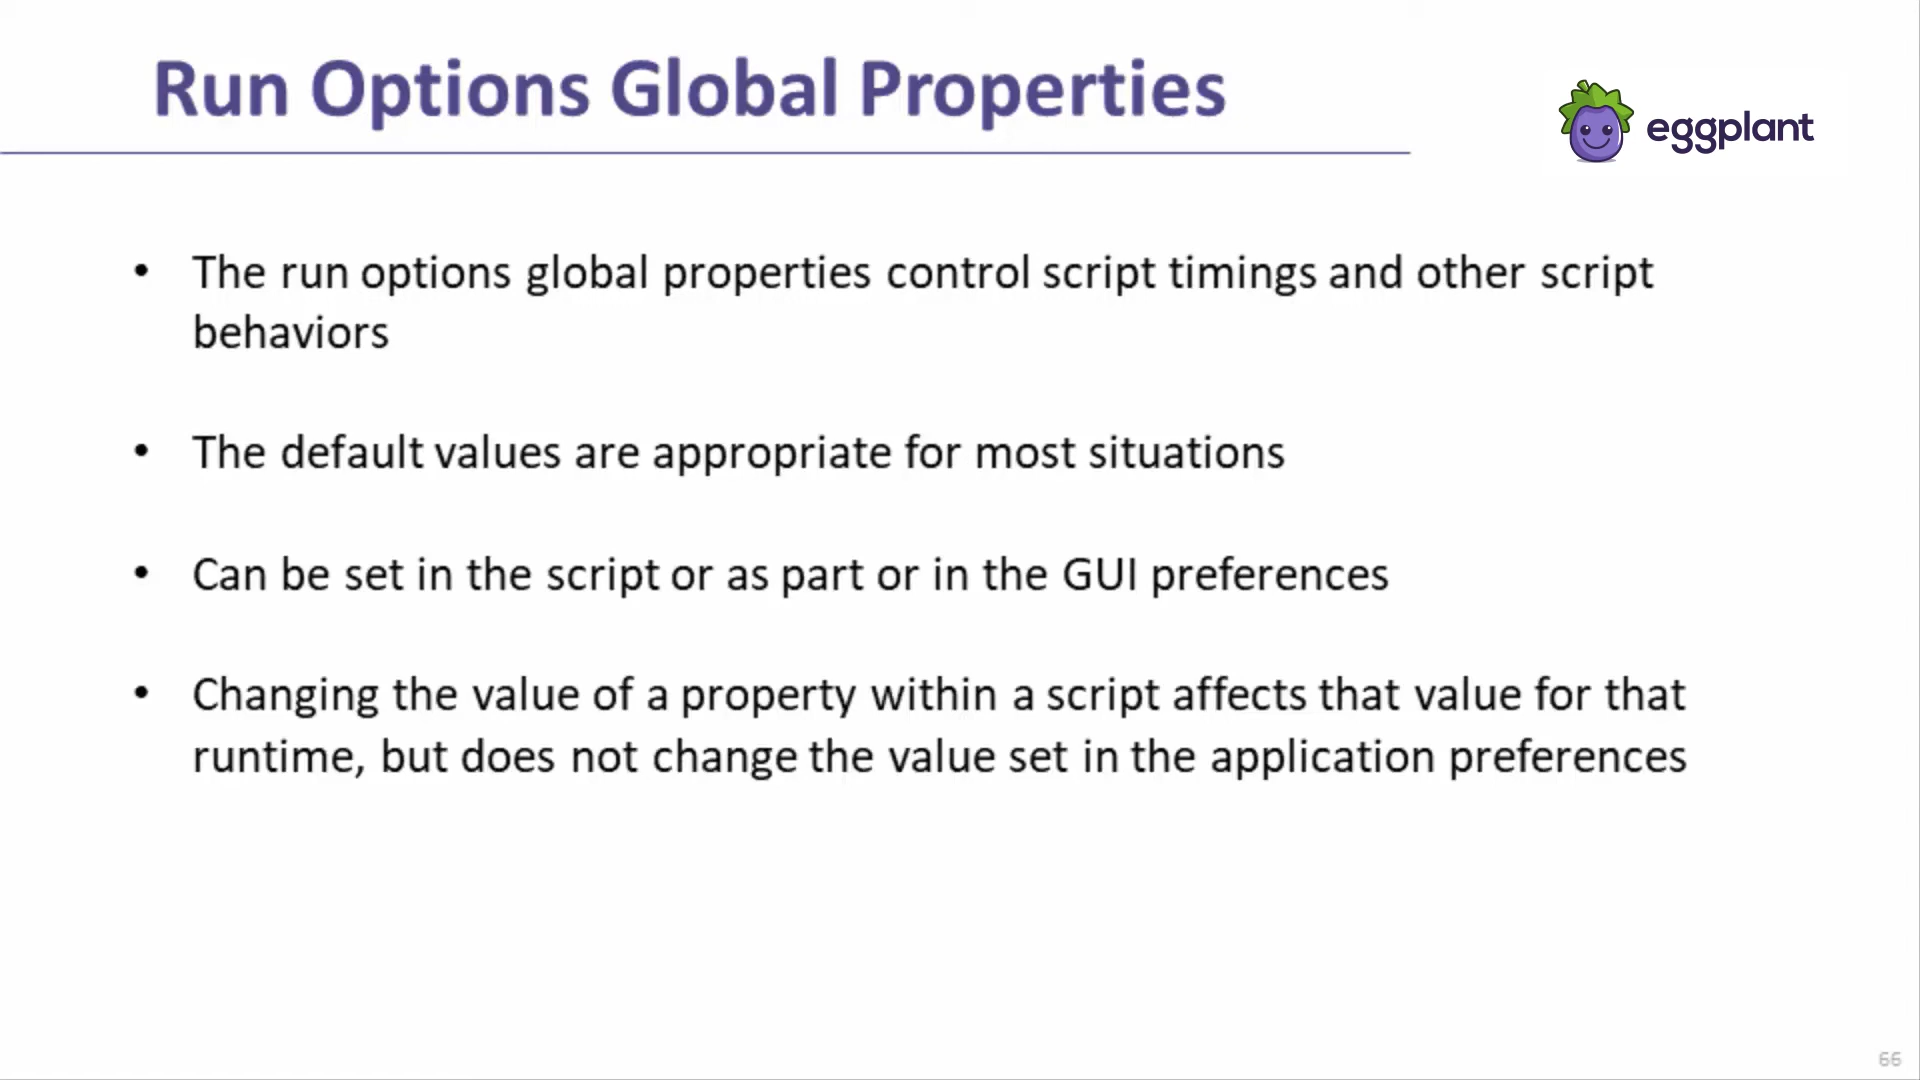 Run Options Global Properties
eggplant
• The run options global properties control script timings and other script
behaviors
• The default values are appropriate for most situations
• Can be set in the script or as part or in the GUI preferences
• Changing the value of a property within a script affects that value for that
runtime, but does not change the value set in the application preferences
66